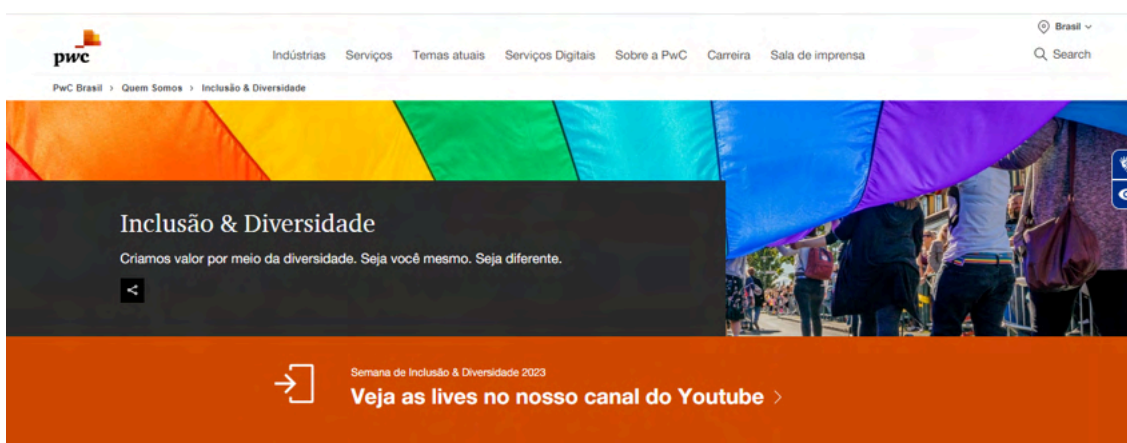 Brasil
pwc
Indústrias Serviços Temas atuais Serviços Digitais Sobre a PwC Carreira Sala de imprensa
Search
PwC Brasil > Quem Somos > Inclusão & Diversidade
Inclusão & Diversidade
Criamos valor por meio da diversidade. Seja você mesmo. Seja diferente.
Semana de Inclusão & Diversidade 2023
Veja as lives no nosso canal do Youtube >